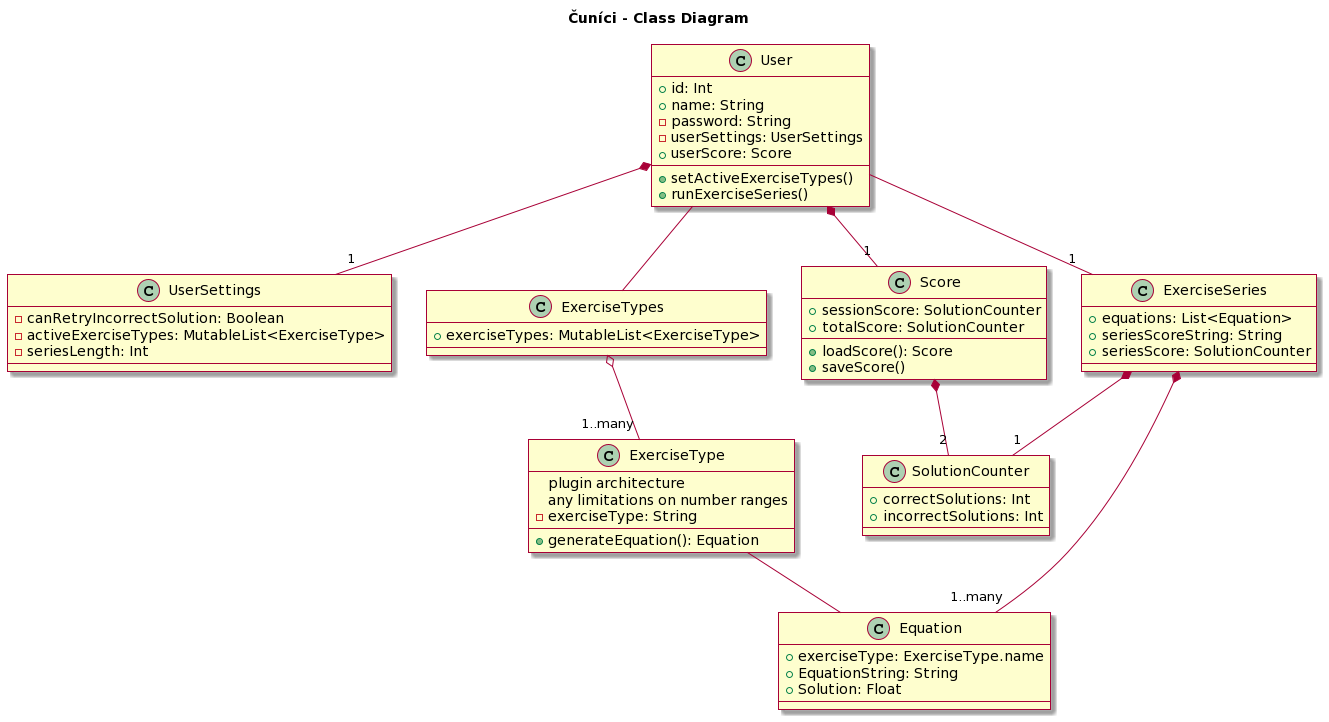 Čuníci - Class Diagram
C User
id: Int
name: String
password: String
userSettings: UserSettings
userScore: Score
setActiveExerciseTypes()
runExerciseSeries()
1
1
1
C UserSettings
canRetryIncorrectSolution: Boolean
activeExerciseTypes: MutableList<ExerciseType>
seriesLength: Int
C ExerciseTypes
exerciseTypes: MutableList<ExerciseType>
C Score
sessionScore: SolutionCounter
totalScore: SolutionCounter
loadScore(): Score
saveScore()
C ExerciseSeries
equations: List<Equation>
seriesScoreString: String
seriesScore: SolutionCounter
1..many
2
1
C ExerciseType
plugin architecture
any limitations on number ranges
exerciseType: String
generateEquation(): Equation
C SolutionCounter
correctSolutions: Int
incorrectSolutions: Int
1..many
C Equation
exerciseType: ExerciseType.name
EquationString: String
Solution: Float